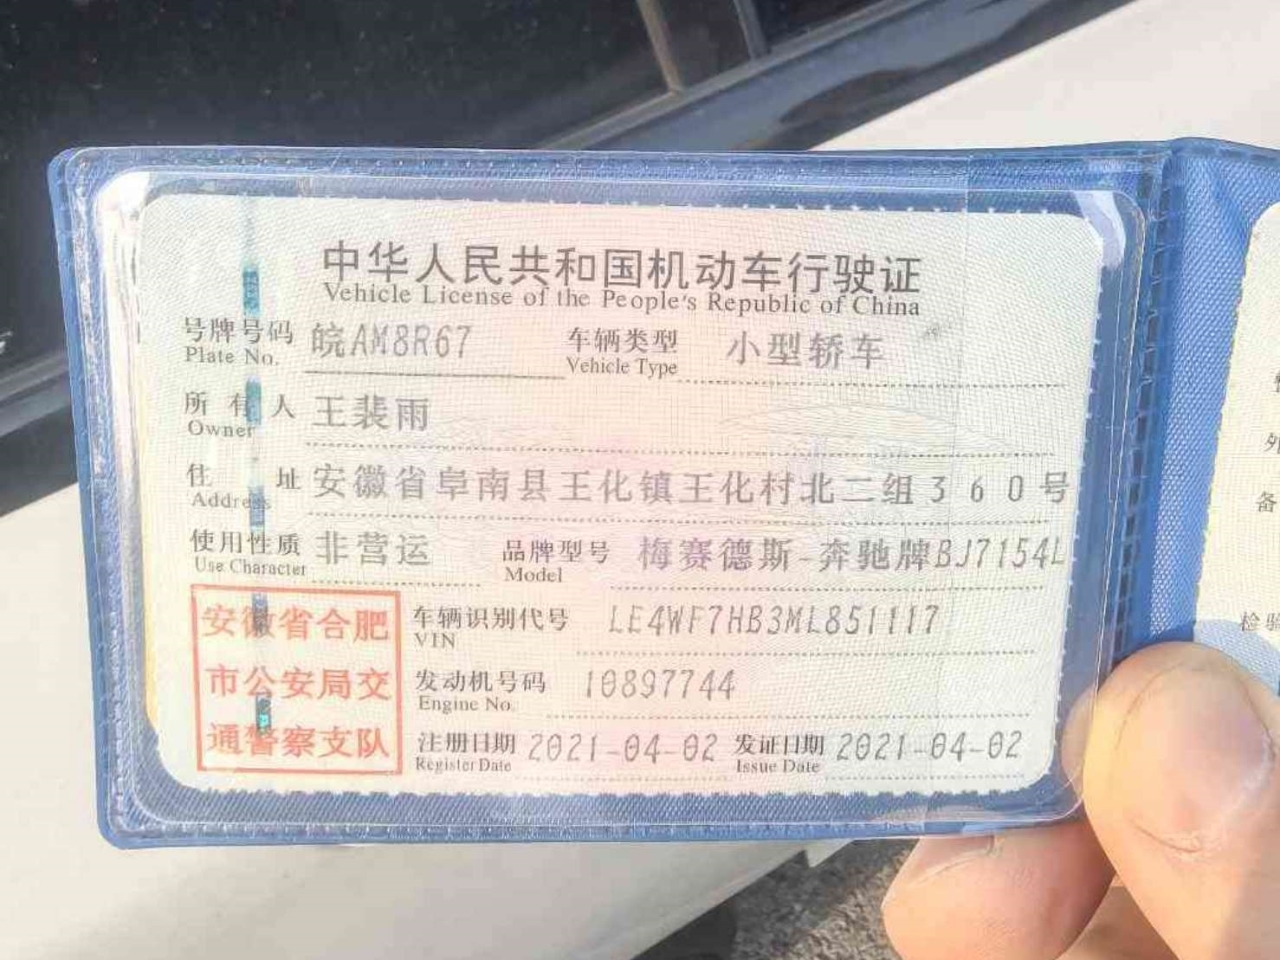 中华人民共和国机动车行驶证
Vehicle License of the People's Republic of China
号牌号码 皖AM8R67 车辆类型 小型轿车
Plate No. Vehicle Type
所有人 王裴雨
Owner
住址 安徽省阜南县王化镇王化村北二组360号
Address
使用性质 非营运 品牌型号 梅赛德斯-奔驰牌BJ7154L
Use Character Model
安徽省合肥
市公安局交
通警察支队
车辆识别代号 LE4WF7HB3ML851117
VIN
发动机号码 10897744
Engine No.
注册日期 2021-04-02 发证日期 2021-04-02
Register Date Issue Date
外
备
检验